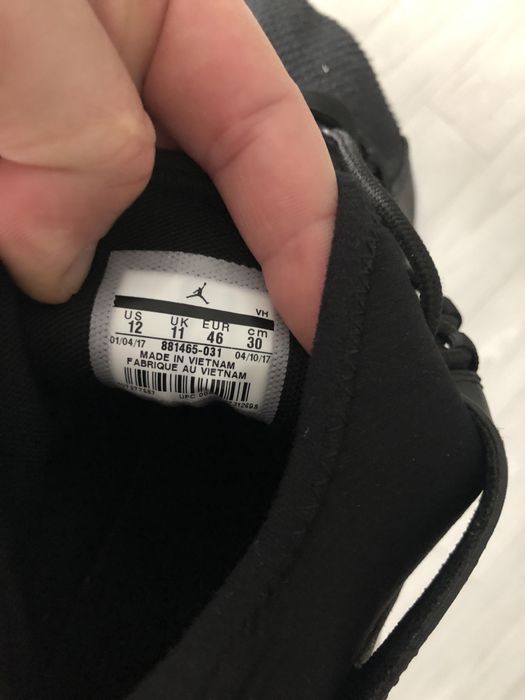 VH
US UK EUR cm
12 11 46 30
01/04/17 881465-031 04/10/17
MADE IN VIETNAM
FABRIQUE AU VIETNAM
UPC